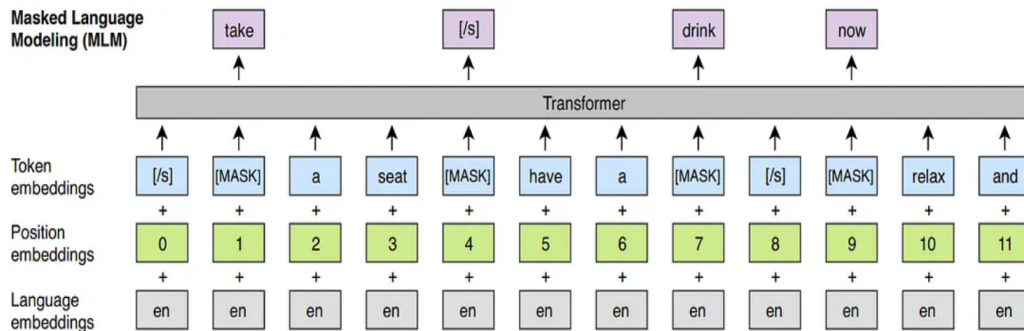 Masked Language
Modeling (MLM)
take [/s] drink now
Transformer
Token
embeddings
[/s] [MASK] a seat [MASK] have a [MASK] [/s] [MASK] relax and
+ + + + + + + + + + + +
Position
embeddings
0 1 2 3 4 5 6 7 8 9 10 11
+ + + + + + + + + + + +
Language
embeddings
en en en en en en en en en en en en